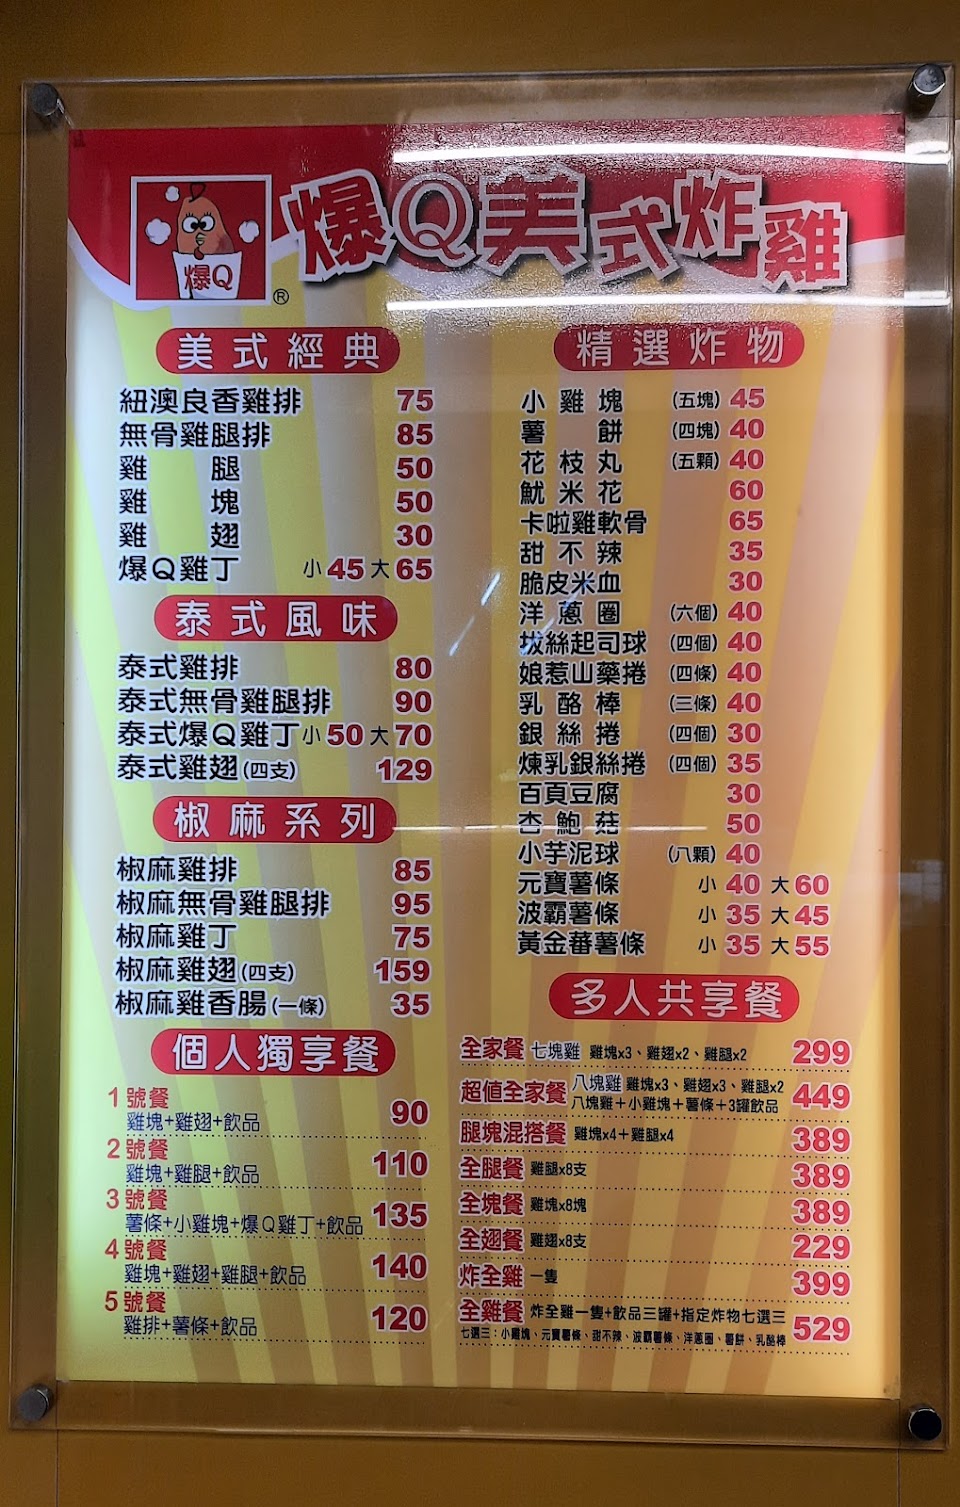 爆Q美式炸雞
爆Q
®
美式經典
紐澳良香雞排 75
無骨雞腿排 85
雞腿 50
雞塊 50
雞翅 30
爆Q雞丁 小45 大65
泰式風味
泰式雞排 80
泰式無骨雞腿排 90
泰式爆Q雞丁 小50 大70
泰式雞翅(四支) 129
椒麻系列
椒麻雞排 85
椒麻無骨雞腿排 95
椒麻雞丁 75
椒麻雞翅(四支) 159
椒麻雞香腸(一條) 35
個人獨享餐
1號餐
雞塊+雞翅+飲品 90
2號餐
雞塊+雞腿+飲品 110
3號餐
薯條+小雞塊+爆Q雞丁+飲品 135
4號餐
雞塊+雞翅+雞腿+飲品 140
5號餐
雞排+薯條+飲品 120
精選炸物
小雞塊 (五塊) 45
薯餅 (四塊) 40
花枝丸 (五顆) 40
魷米花 60
卡啦雞軟骨 65
甜不辣 35
脆皮米血 30
洋蔥圈 (六個) 40
拔絲起司球 (四個) 40
娘惹山藥捲 (四條) 40
乳酪棒 (三條) 40
銀絲捲 (四個) 30
煉乳銀絲捲 (四個) 35
百頁豆腐 30
杏鮑菇 50
小芋泥球 (八顆) 40
元寶薯條 小 40 大 60
波霸薯條 小 35 大 45
黃金蕃薯條 小 35 大 55
多人共享餐
全家餐 七塊雞 雞塊x3、雞翅x2、雞腿x2 299
超值全家餐 八塊雞 雞塊x3、雞翅x3、雞腿x2
八塊雞+小雞塊+薯條+3罐飲品 449
腿塊混搭餐 雞塊x4+雞腿x4 389
全腿餐 雞腿x8支 389
全塊餐 雞塊x8塊 389
全翅餐 雞翅x8支 229
炸全雞 一隻 399
全雞餐 炸全雞一隻+飲品三罐+指定炸物七選三 529
七選三：小雞塊、元寶薯條、甜不辣、波霸薯條、洋蔥圈、薯餅、乳酪棒